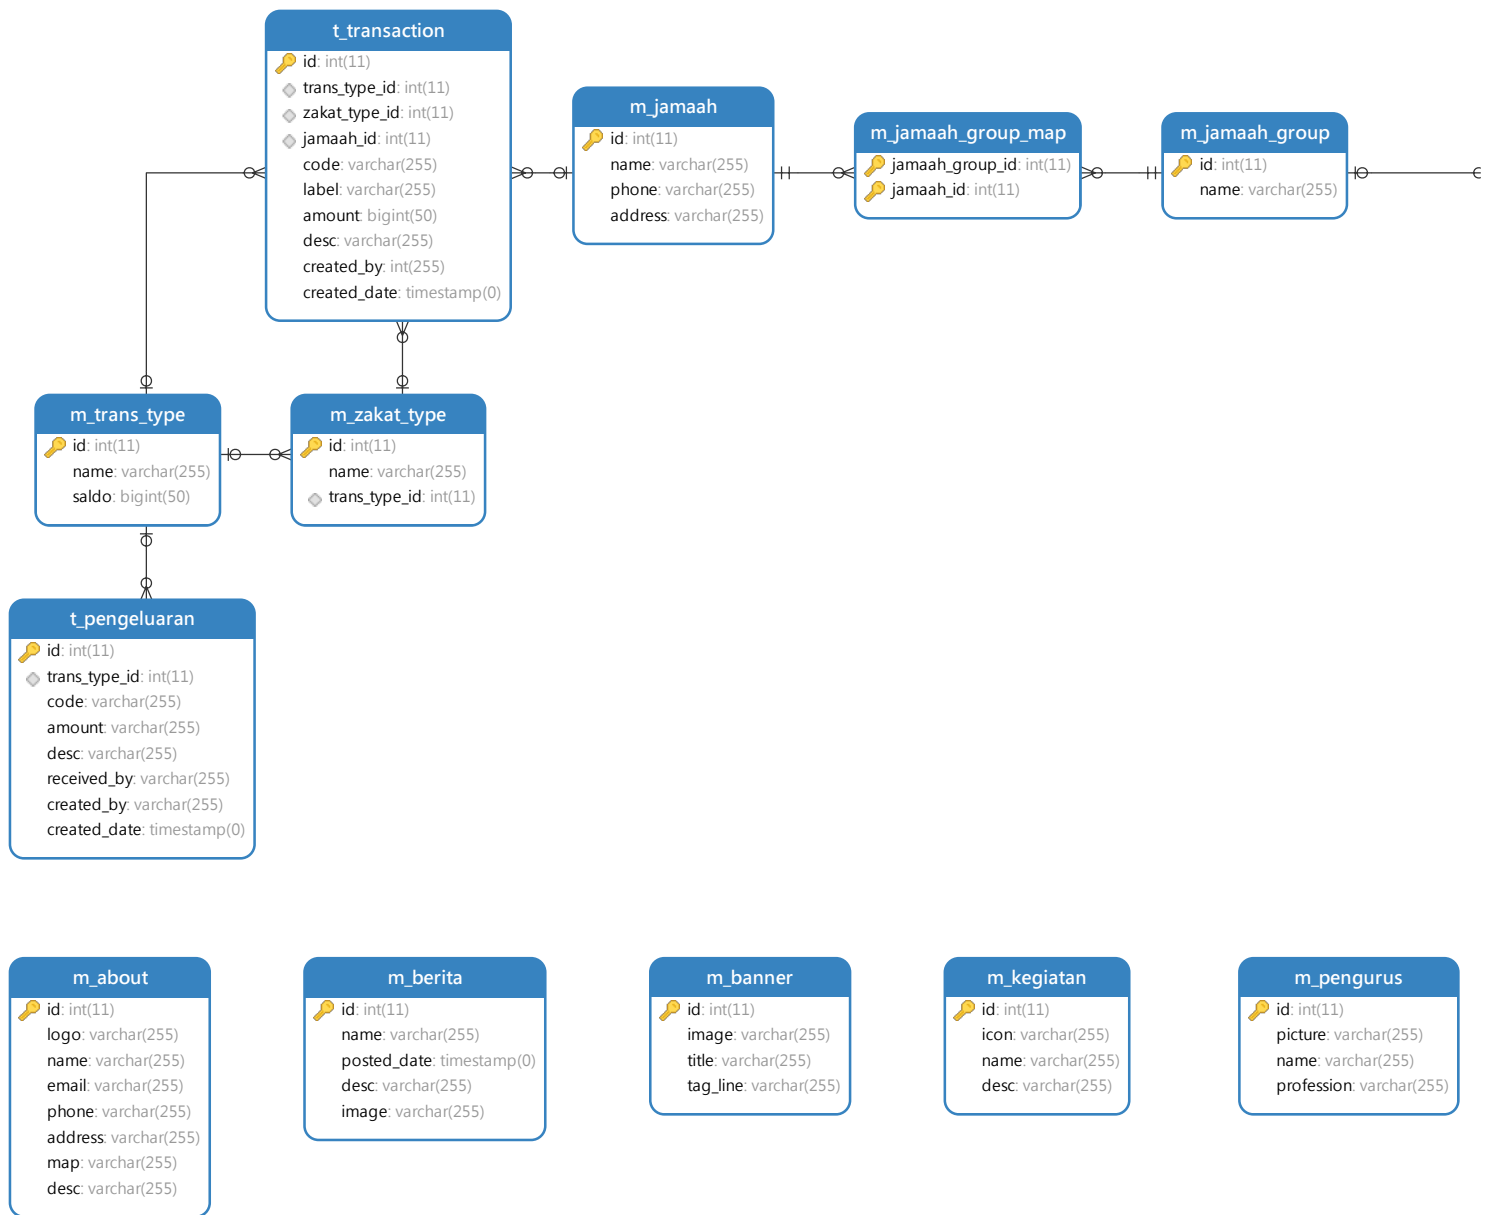 t_transaction
id: int(11)
trans_type_id: int(11)
zakat_type_id: int(11)
jamaah_id: int(11)
code: varchar(255)
label: varchar(255)
amount: bigint(50)
desc: varchar(255)
created_by: int(255)
created_date: timestamp(0)
m_jamaah
id: int(11)
name: varchar(255)
phone: varchar(255)
address: varchar(255)
m_jamaah_group_map
jamaah_group_id: int(11)
jamaah_id: int(11)
m_jamaah_group
id: int(11)
name: varchar(255)
m_trans_type
id: int(11)
name: varchar(255)
saldo: bigint(50)
m_zakat_type
id: int(11)
name: varchar(255)
trans_type_id: int(11)
t_pengeluaran
id: int(11)
trans_type_id: int(11)
code: varchar(255)
amount: varchar(255)
desc: varchar(255)
received_by: varchar(255)
created_by: varchar(255)
created_date: timestamp(0)
m_about
id: int(11)
logo: varchar(255)
name: varchar(255)
email: varchar(255)
phone: varchar(255)
address: varchar(255)
map: varchar(255)
desc: varchar(255)
m_berita
id: int(11)
name: varchar(255)
posted_date: timestamp(0)
desc: varchar(255)
image: varchar(255)
m_banner
id: int(11)
image: varchar(255)
title: varchar(255)
tag_line: varchar(255)
m_kegiatan
id: int(11)
icon: varchar(255)
name: varchar(255)
desc: varchar(255)
m_pengurus
id: int(11)
picture: varchar(255)
name: varchar(255)
profession: varchar(255)